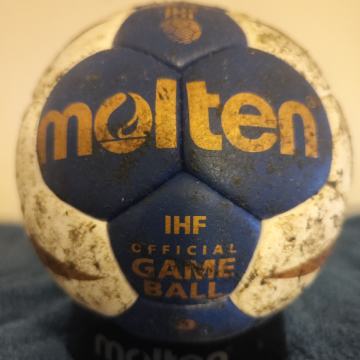 IHF
molten
IHF
OFFICIAL
GAME
BALL
molten